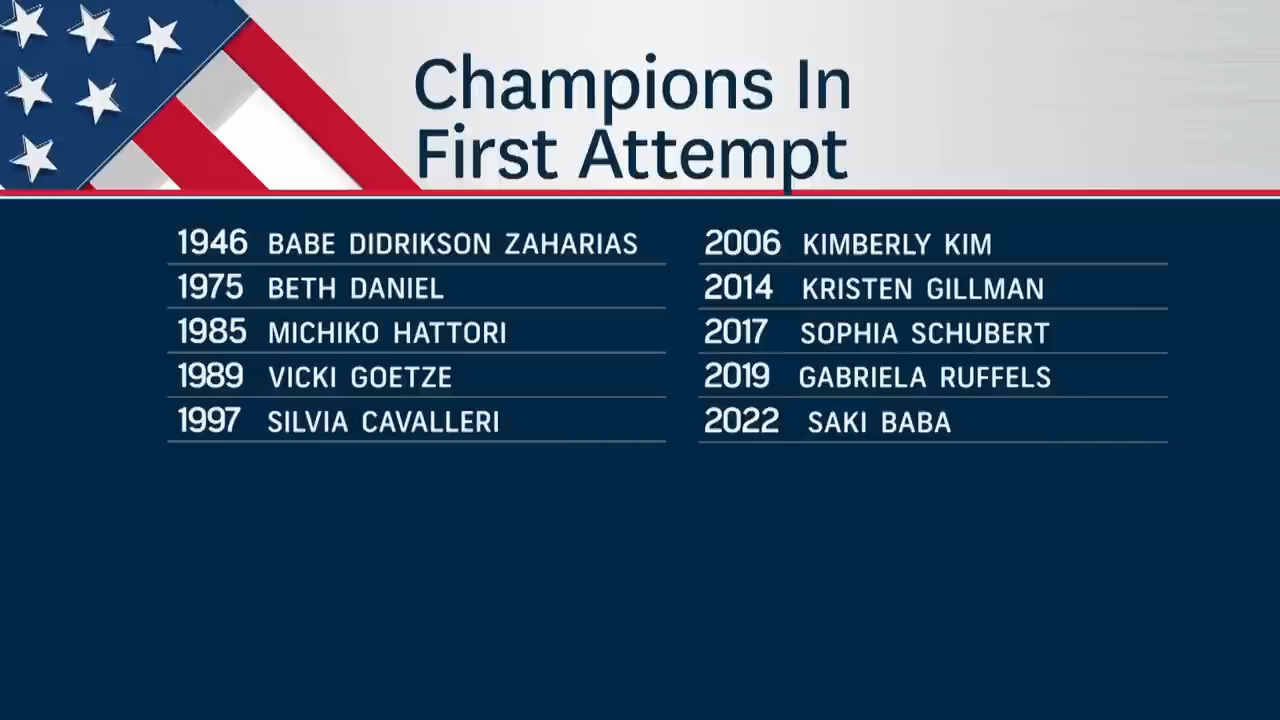 Champions In
First Attempt
1946 BABE DIDRIKSON ZAHARIAS
1975 BETH DANIEL
1985 MICHIKO HATTORI
1989 VICKI GOETZE
1997 SILVIA CAVALLERI
2006 KIMBERLY KIM
2014 KRISTEN GILLMAN
2017 SOPHIA SCHUBERT
2019 GABRIELA RUFFELS
2022 SAKI BABA